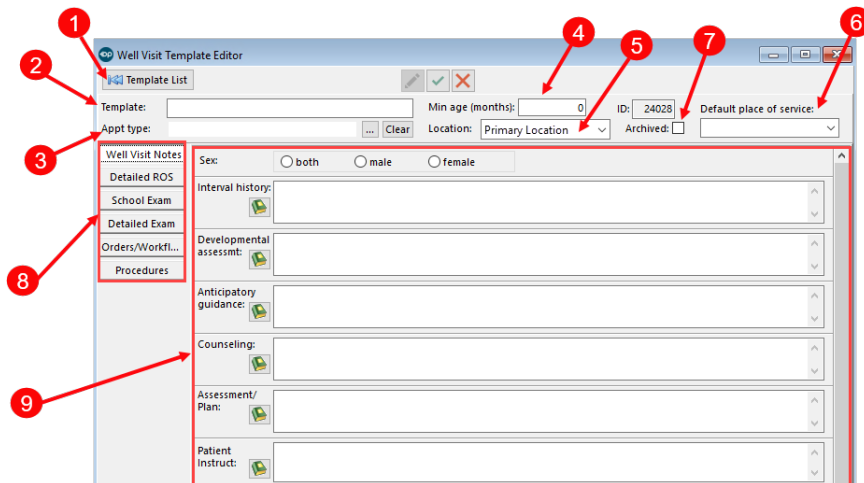 1
4
5
7
6
op Well Visit Template Editor
2
Template List
Template:
Min age (months): 0
ID: 24028
Default place of service:
Appt type:
... Clear
Location: Primary Location
Archived:
3
Well Visit Notes
Detailed ROS
School Exam
Detailed Exam
Orders/Workfl...
Procedures
8
9
Sex: both male female
Interval history:
Developmental
assessmt:
Anticipatory
guidance:
Counseling:
Assessment/
Plan:
Patient
Instruct: